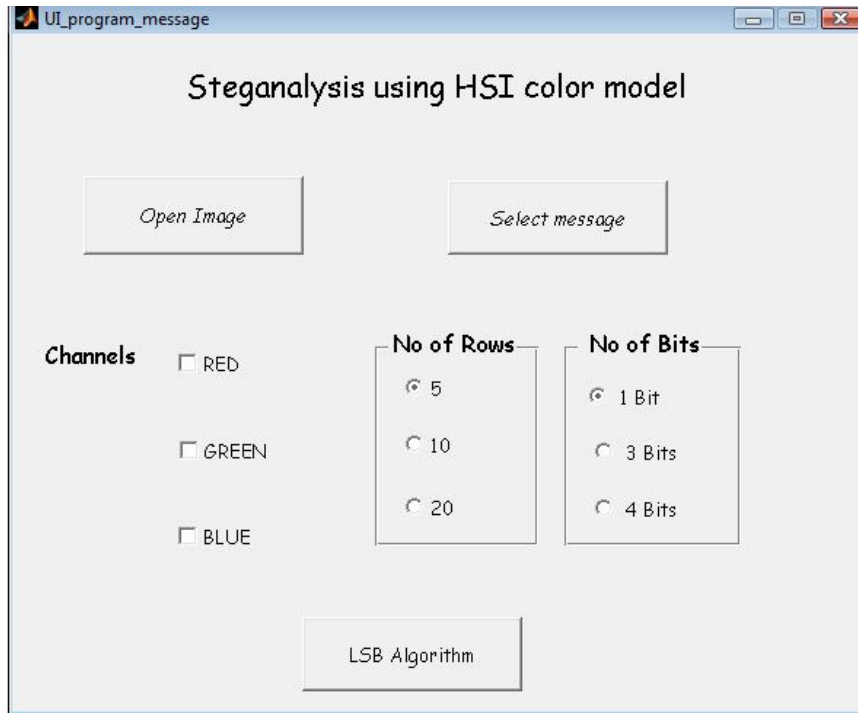 UI_program_message
Steganalysis using HSI color model
Open Image
Select message
Channels
RED
GREEN
BLUE
No of Rows
5
10
20
No of Bits
1 Bit
3 Bits
4 Bits
LSB Algorithm